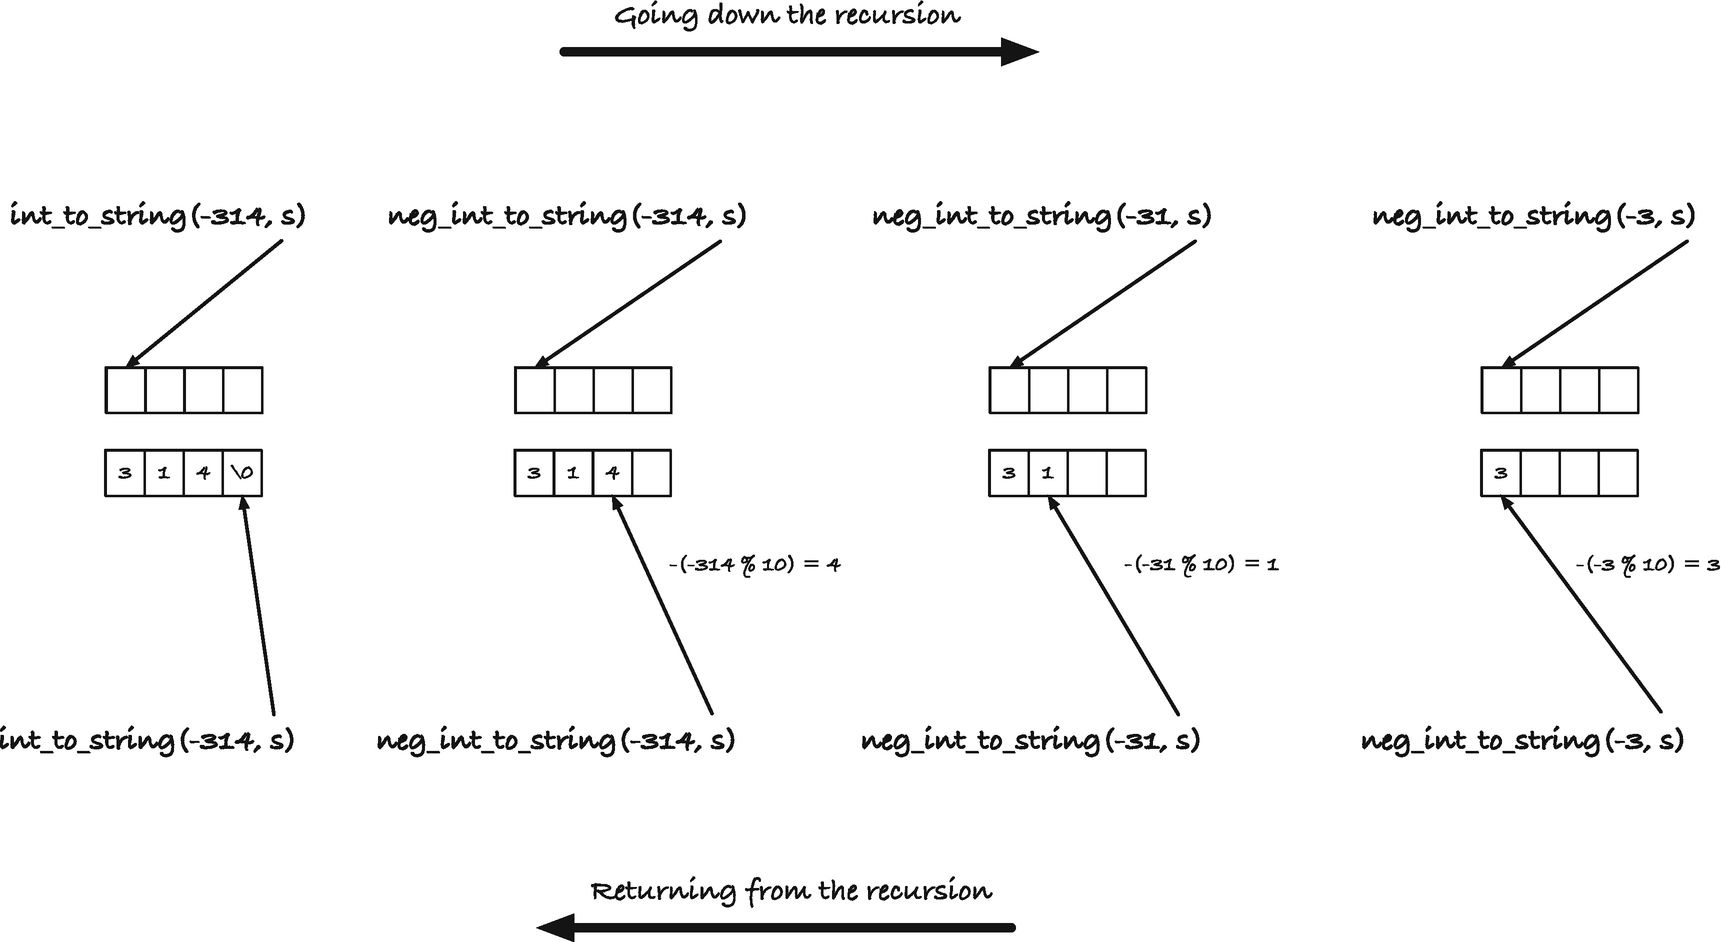 Going down the recursion
int_to_string(-314, s) neg_int_to_string(-314, s) neg_int_to_string(-31, s) neg_int_to_string(-3, s)
3 1 4 \0 3 1 4 3 1 3
-(-314 % 10) = 4 -(-31 % 10) = 1 -(-3 % 10) = 3
int_to_string(-314, s) neg_int_to_string(-314, s) neg_int_to_string(-31, s) neg_int_to_string(-3, s)
Returning from the recursion